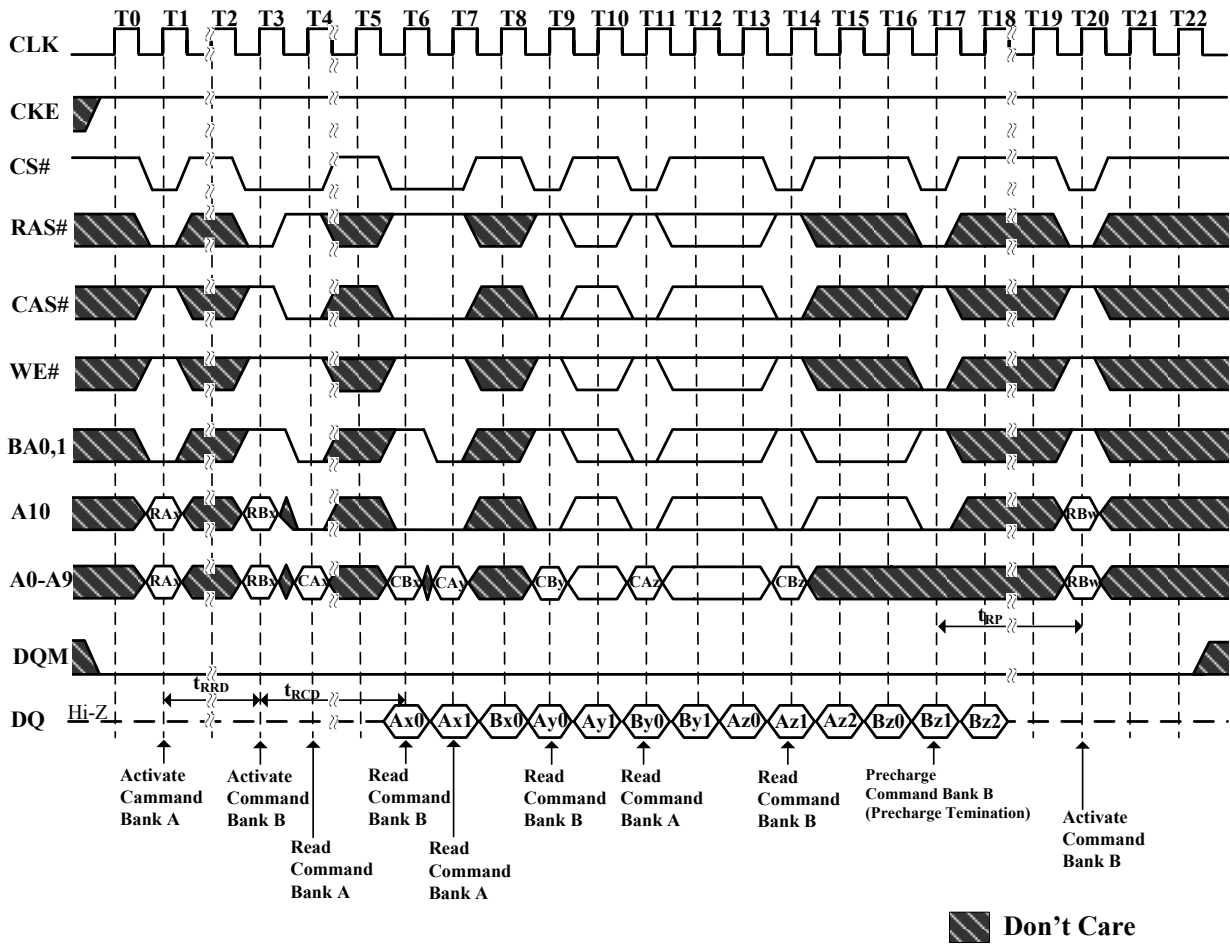 T0 T1 T2 T3 T4 T5 T6 T7 T8 T9 T10 T11 T12 T13 T14 T15 T16 T17 T18 T19 T20 T21 T22
CLK
CKE
CS#
RAS#
CAS#
WE#
BA0,1
A10 RAx RBx RBw
A0-A9 RAx RBx CAx CBx CAy CBy CAz CBz RBw
tRP
DQM
tRRD tRCD
DQ Hi-Z Ax0 Ax1 Bx0 Ay0 Ay1 By0 By1 Az0 Az1 Az2 Bz0 Bz1 Bz2
Activate
Cammand
Bank A
Activate
Command
Bank B
Read
Command
Bank A
Read
Command
Bank B
Read
Command
Bank A
Read
Command
Bank B
Read
Command
Bank A
Read
Command
Bank B
Precharge
Command Bank B
(Precharge Temination)
Activate
Command
Bank B
Don't Care